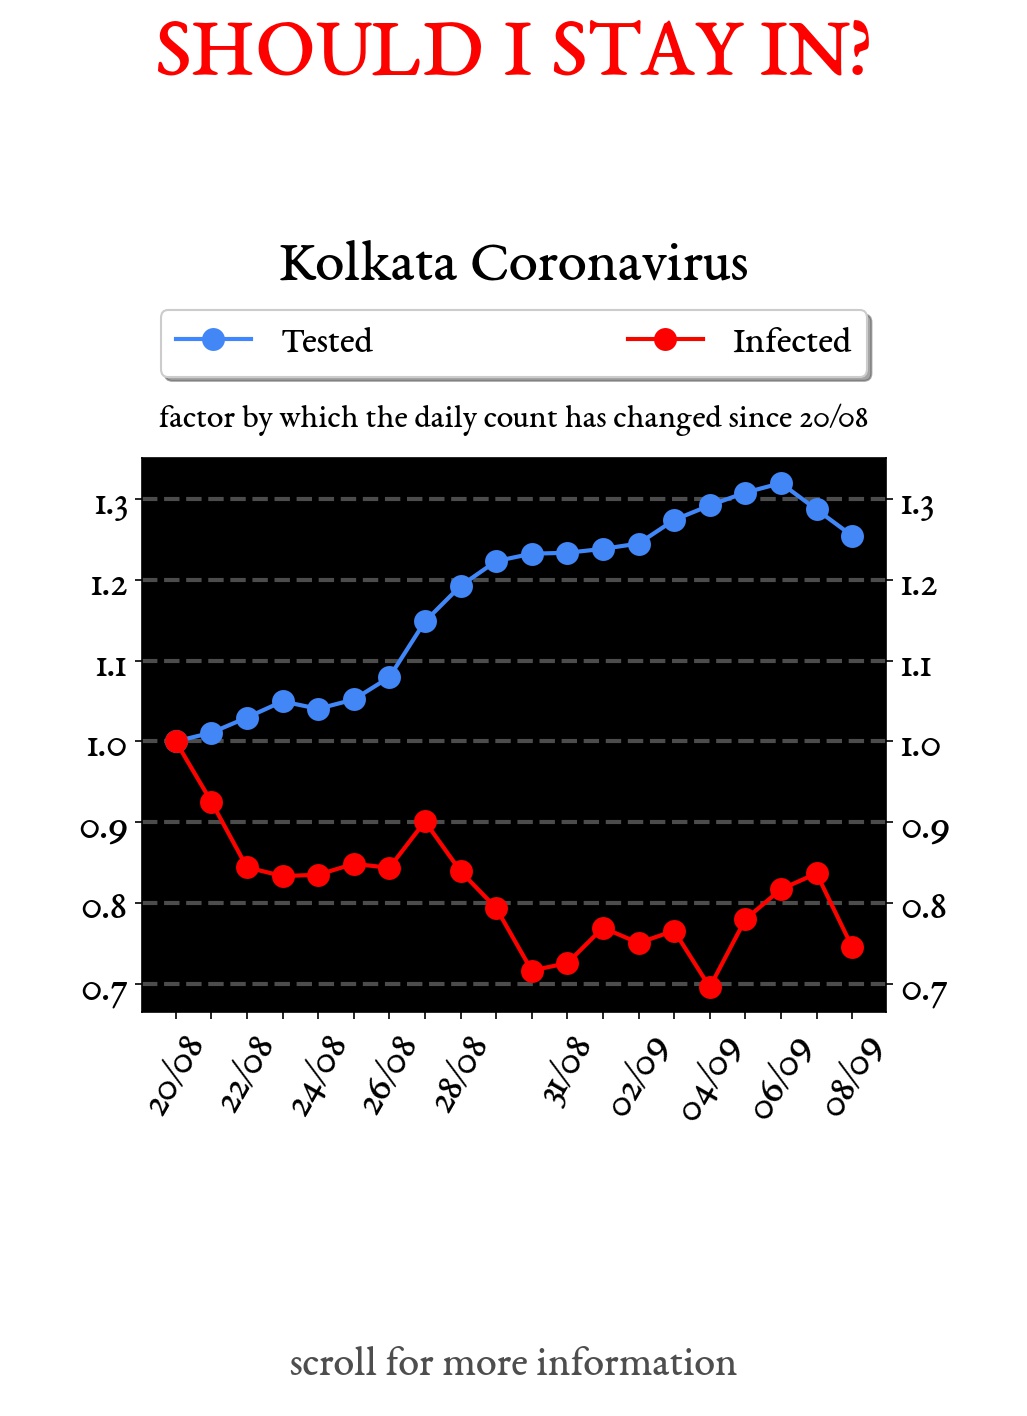 SHOULD I STAY IN?
Kolkata Coronavirus
Tested Infected
factor by which the daily count has changed since 20/08
1.3 1.3
1.2 1.2
1.1 1.1
1.0 1.0
0.9 0.9
0.8 0.8
0.7 0.7
20/08 22/08 24/08 26/08 28/08 31/08 02/09 04/09 06/09 08/09
scroll for more information